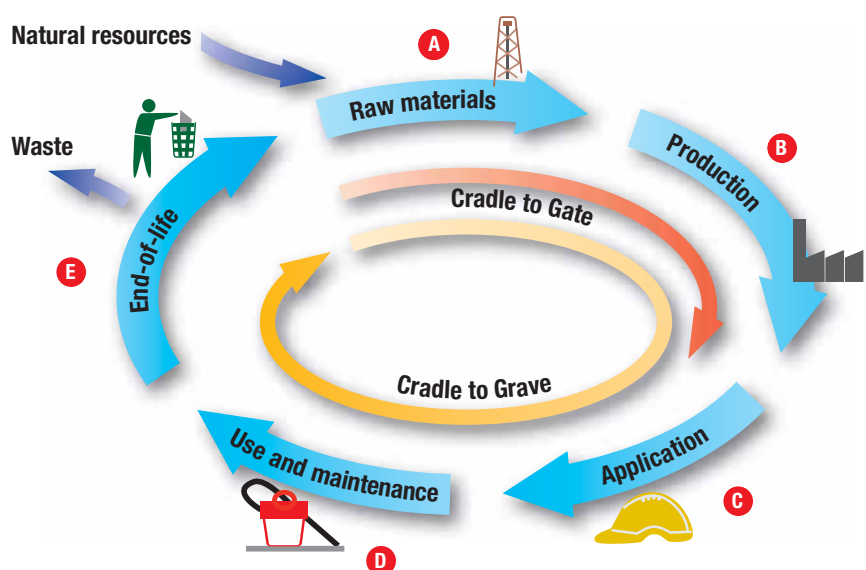 Natural resources
A
Raw materials
B
Production
Waste
Cradle to Gate
End-of-life
E
Cradle to Grave
Application
Use and maintenance
C
D